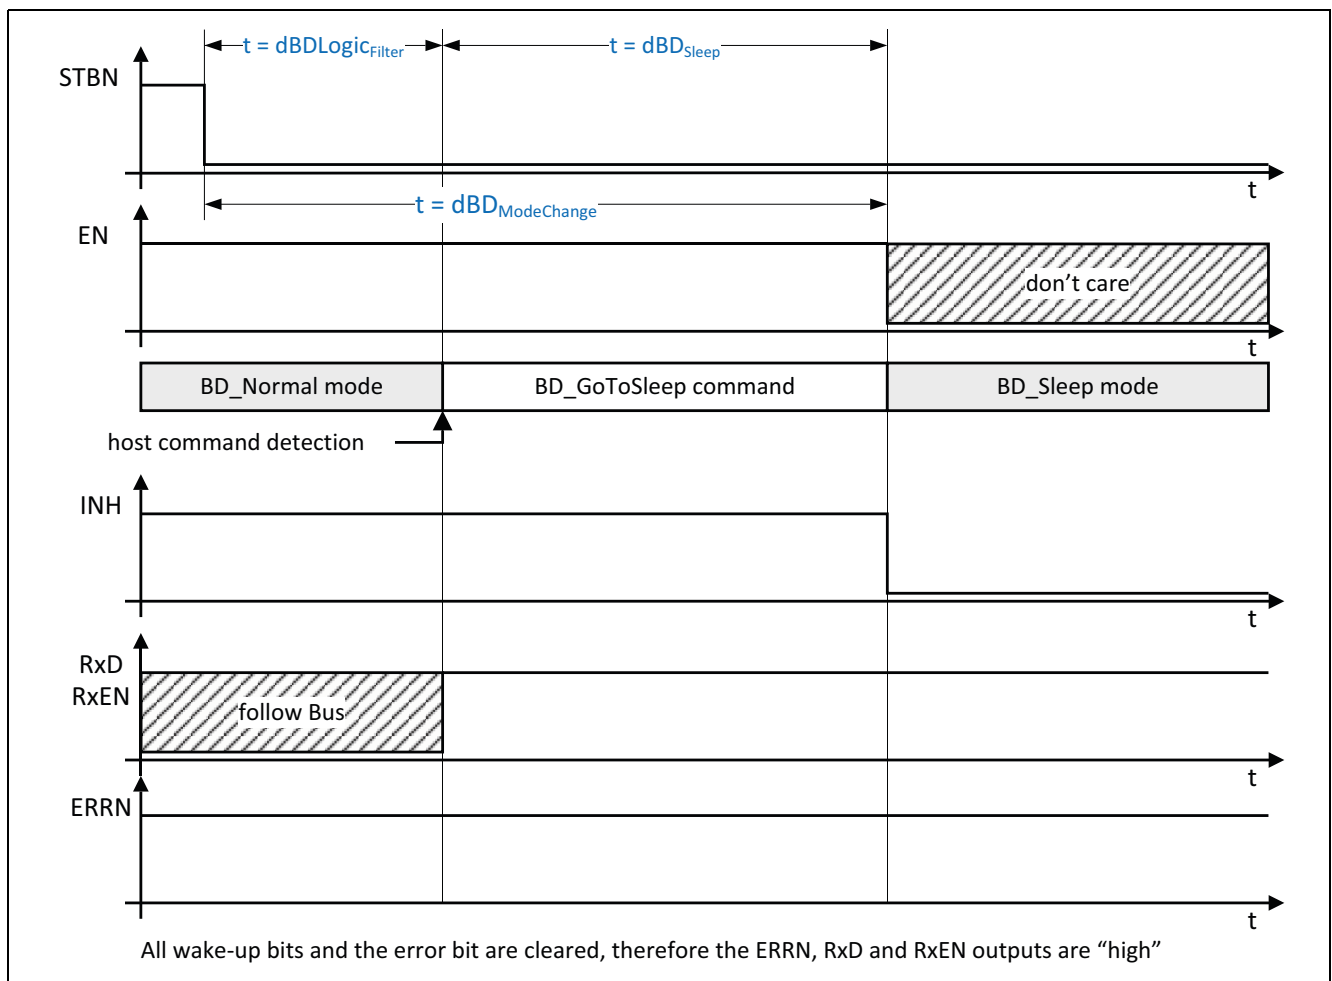 t = dBDLogicFilter
t = dBDSleep
STBN
t
t = dBDModeChange
EN
don't care
t
BD_Normal mode
BD_GoToSleep command
BD_Sleep mode
host command detection
INH
t
RxD
RxEN
follow Bus
t
ERRN
t
All wake-up bits and the error bit are cleared, therefore the ERRN, RxD and RxEN outputs are “high”